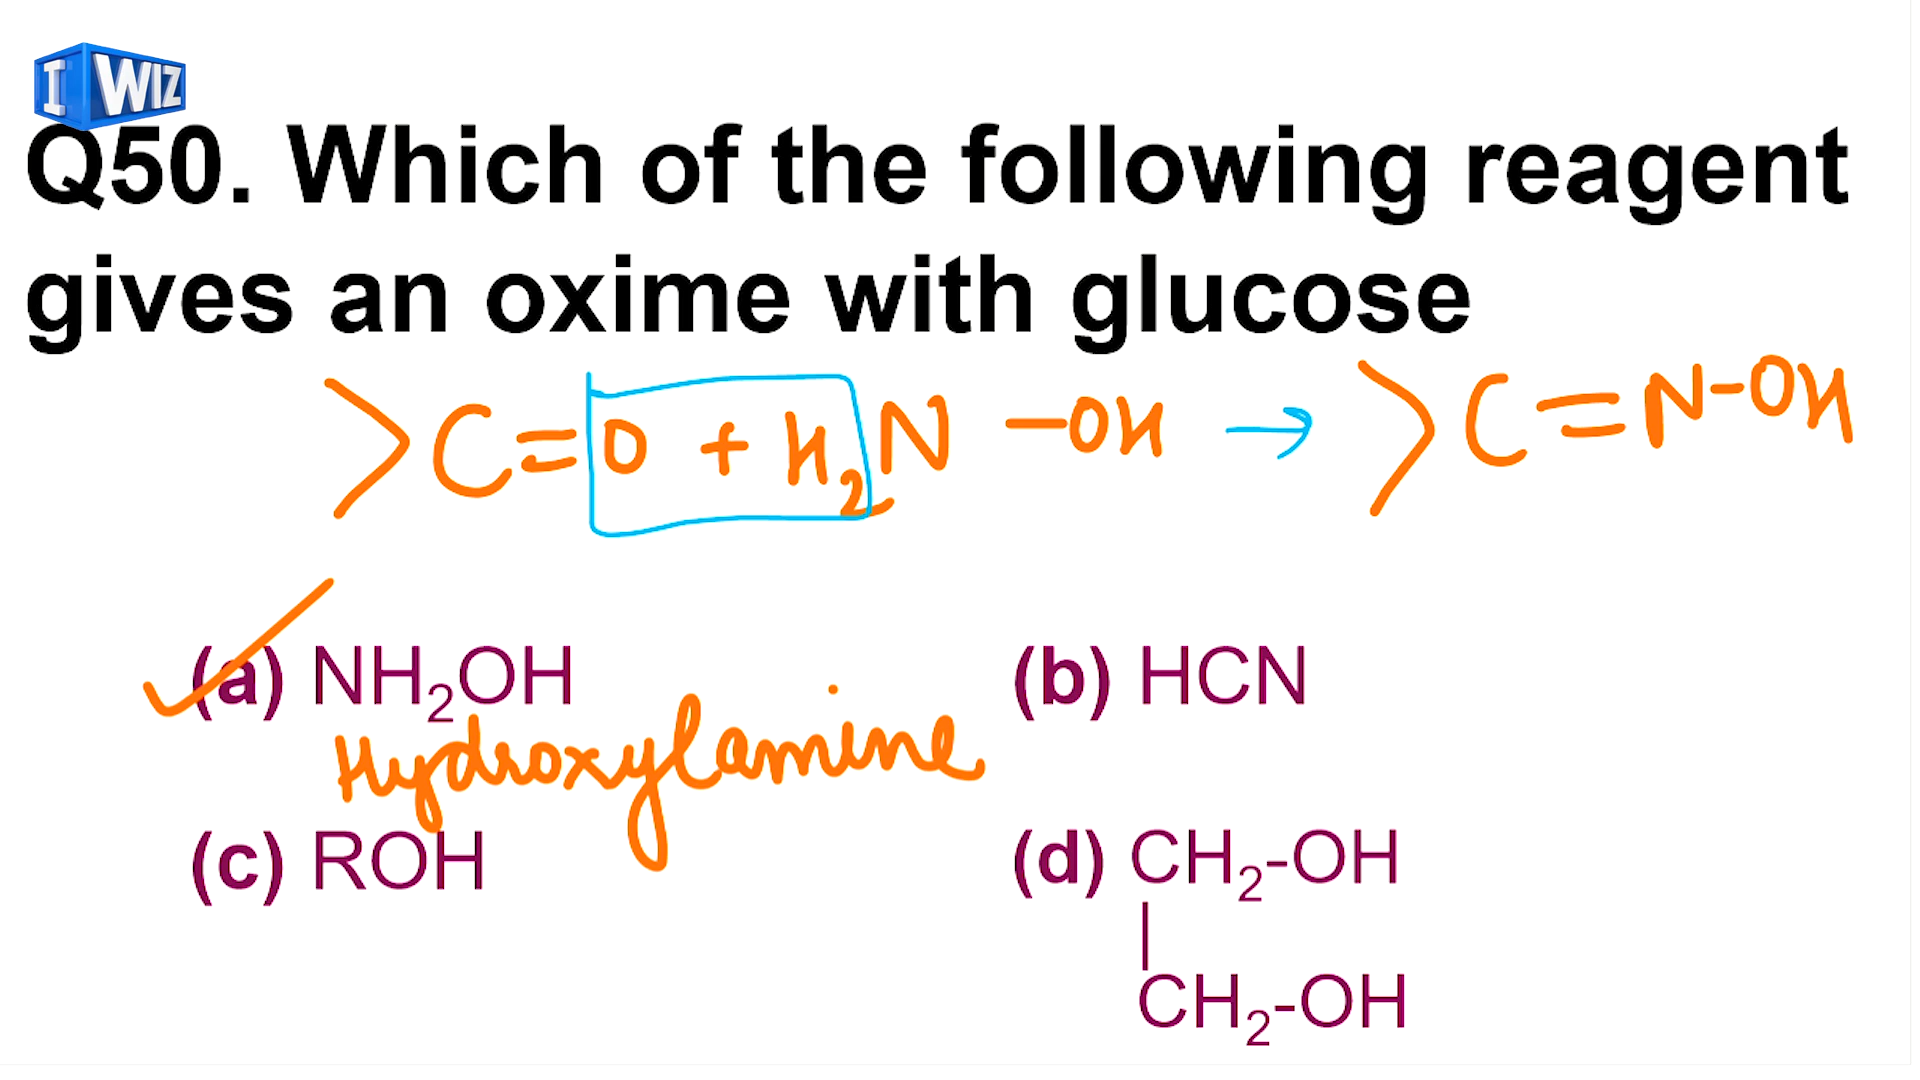 I WIZ
Q50. Which of the following reagent
gives an oxime with glucose
>C=O + H₂N-OH → >C=N-OH
(a) NH₂OH (b) HCN
Hydroxylamine
(c) ROH (d) CH₂-OH
|
CH₂-OH